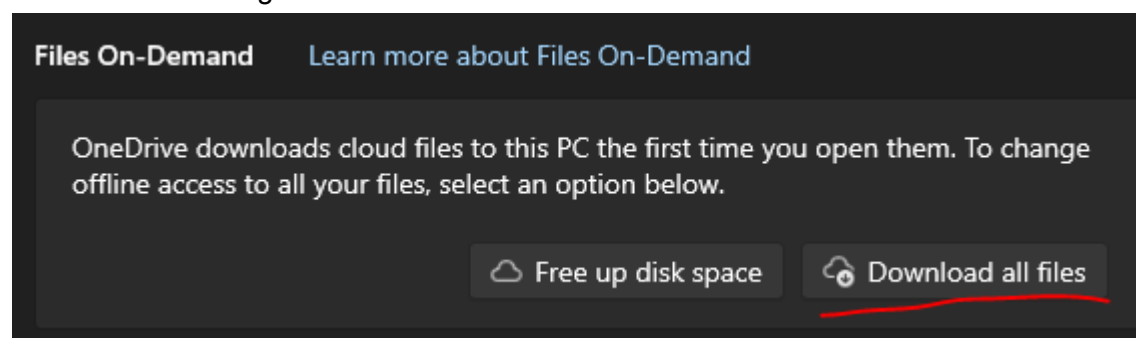 Files On-Demand Learn more about Files On-Demand
OneDrive downloads cloud files to this PC the first time you open them. To change
offline access to all your files, select an option below.
Free up disk space Download all files